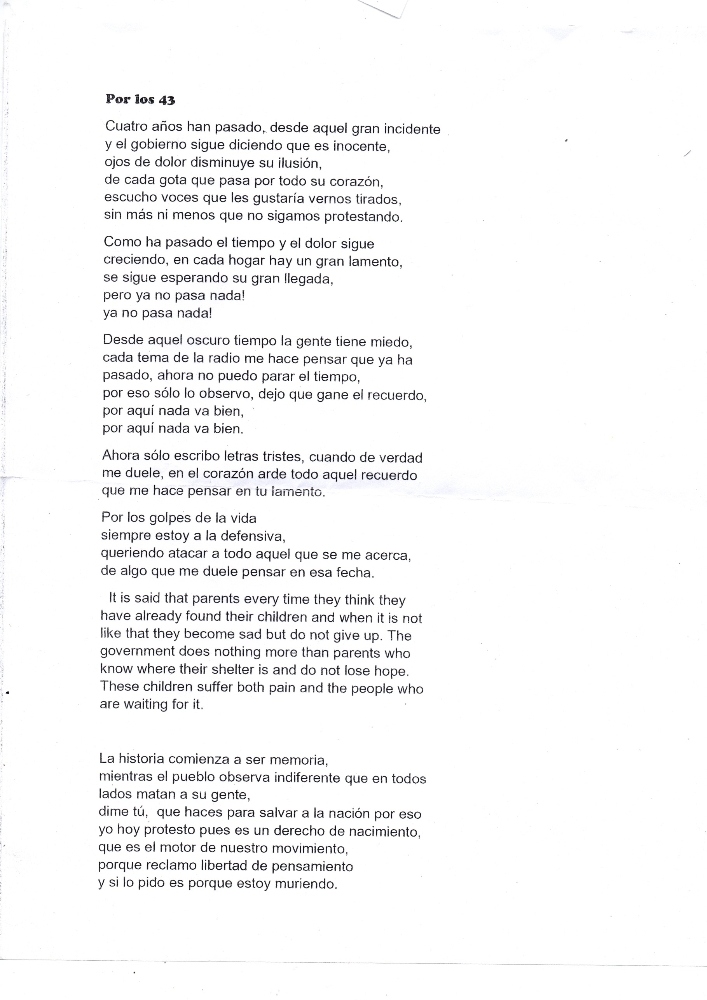 Por los 43
Cuatro años han pasado, desde aquel gran incidente
y el gobierno sigue diciendo que es inocente,
ojos de dolor disminuye su ilusión,
de cada gota que pasa por todo su corazón,
escucho voces que les gustaría vernos tirados,
sin más ni menos que no sigamos protestando.
Como ha pasado el tiempo y el dolor sigue
creciendo, en cada hogar hay un gran lamento,
se sigue esperando su gran llegada,
pero ya no pasa nada!
ya no pasa nada!
Desde aquel oscuro tiempo la gente tiene miedo,
cada tema de la radio me hace pensar que ya ha
pasado, ahora no puedo parar el tiempo,
por eso sólo lo observo, dejo que gane el recuerdo,
por aquí nada va bien,
por aquí nada va bien.
Ahora sólo escribo letras tristes, cuando de verdad
me duele, en el corazón arde todo aquel recuerdo
que me hace pensar en tu lamento.
Por los golpes de la vida
siempre estoy a la defensiva,
queriendo atacar a todo aquel que se me acerca,
de algo que me duele pensar en esa fecha.
It is said that parents every time they think they
have already found their children and when it is not
like that they become sad but do not give up. The
government does nothing more than parents who
know where their shelter is and do not lose hope.
These children suffer both pain and the people who
are waiting for it.
La historia comienza a ser memoria,
mientras el pueblo observa indiferente que en todos
lados matan a su gente,
dime tú, que haces para salvar a la nación por eso
yo hoy protesto pues es un derecho de nacimiento,
que es el motor de nuestro movimiento,
porque reclamo libertad de pensamiento
y si lo pido es porque estoy muriendo.